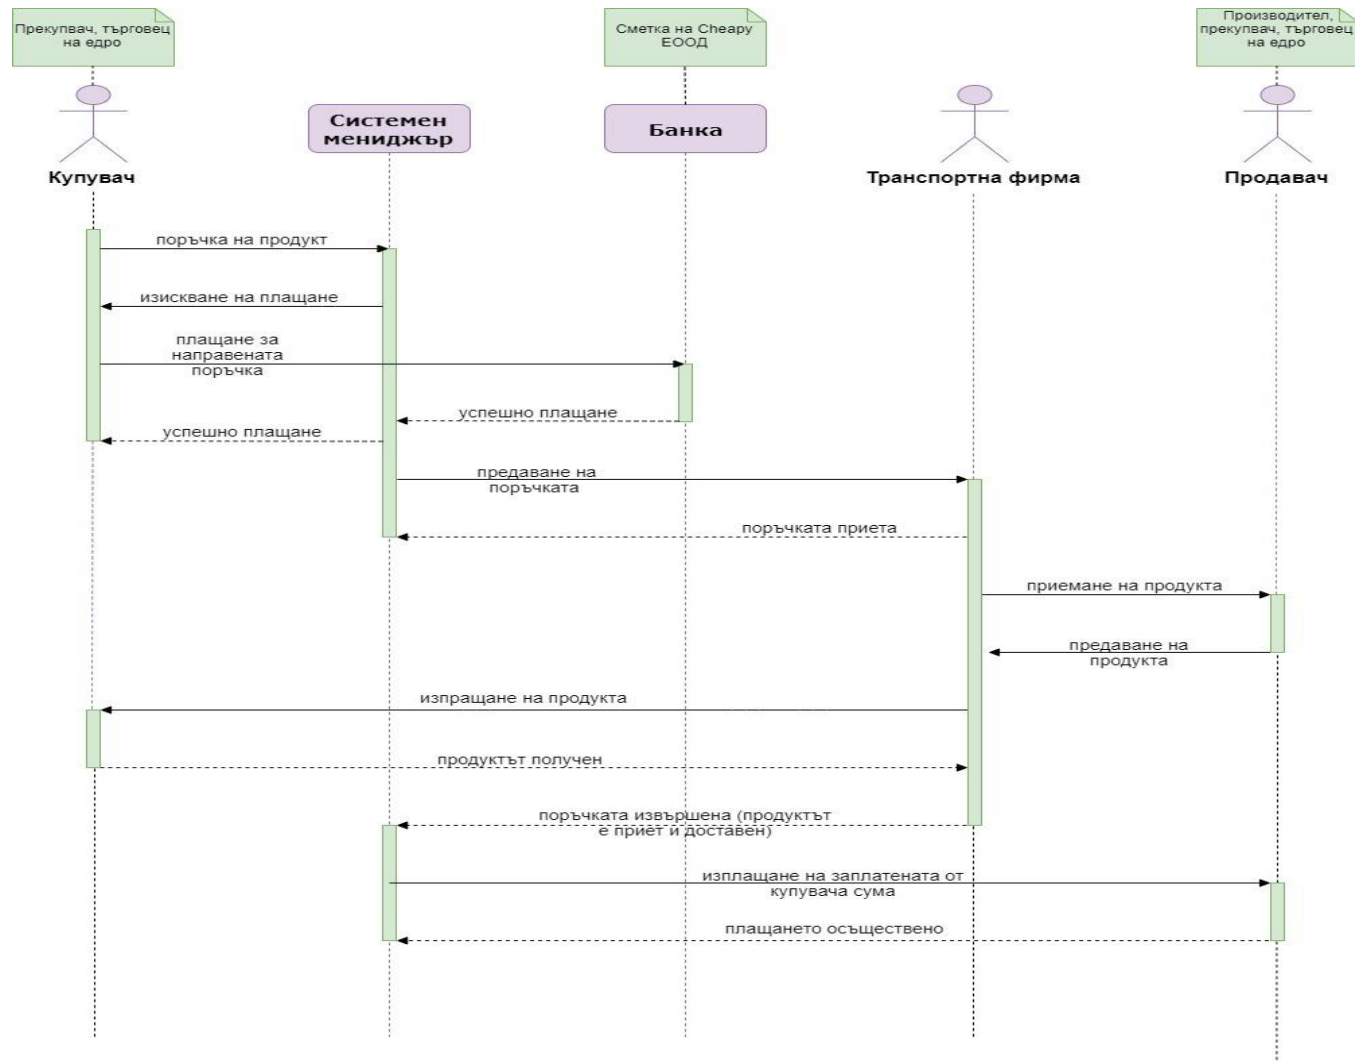 Прекупвач, търговец
на едро
Сметка на Cheapy
ЕООД
Производител,
прекупвач, търговец
на едро
Системен
мениджър
Банка
Купувач
Транспортна фирма
Продавач
поръчка на продукт
изискване на плащане
плащане за
направената
поръчка
успешно плащане
успешно плащане
предаване на
поръчката
поръчката приета
приемане на продукта
предаване на
продукта
изпращане на продукта
продуктът получен
поръчката извършена (продуктът
е приет и доставен)
изплащане на заплатената от
купувача сума
плащането осъществено